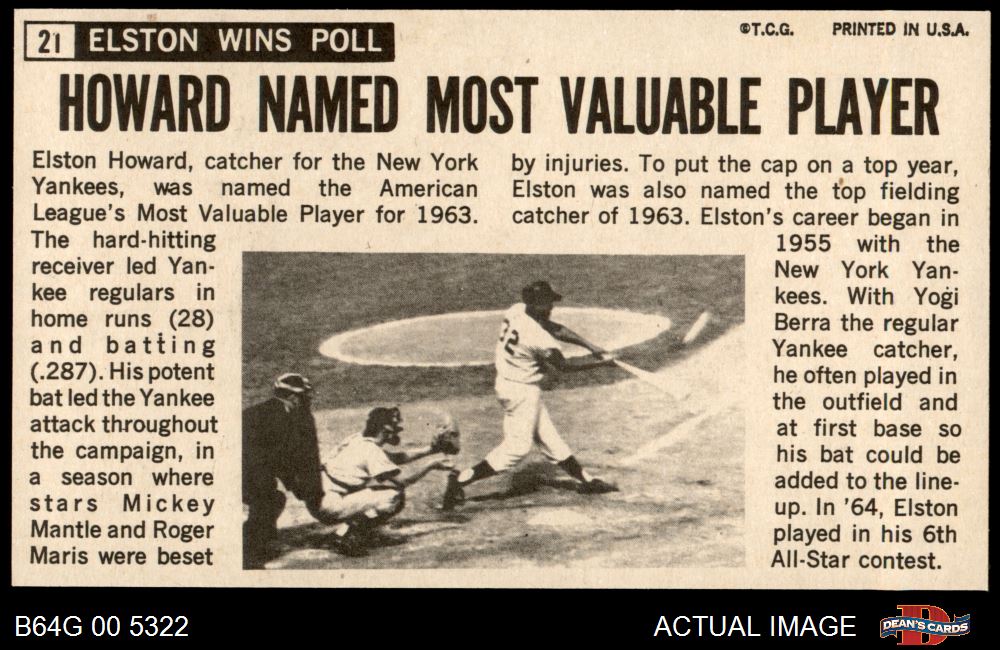 21 ELSTON WINS POLL
©T.C.G. PRINTED IN U.S.A.
HOWARD NAMED MOST VALUABLE PLAYER
Elston Howard, catcher for the New York
Yankees, was named the American
League's Most Valuable Player for 1963.
The hard-hitting
receiver led Yan-
kee regulars in
home runs (28)
and batting
(.287). His potent
bat led the Yankee
attack throughout
the campaign, in
a season where
stars Mickey
Mantle and Roger
Maris were beset
by injuries. To put the cap on a top year,
Elston was also named the top fielding
catcher of 1963. Elston's career began in
1955 with the
New York Yan-
kees. With Yogi
Berra the regular
Yankee catcher,
he often played in
the outfield and
at first base so
his bat could be
added to the line-
up. In '64, Elston
played in his 6th
All-Star contest.
32
B64G 00 5322
ACTUAL IMAGE
D
DEAN'S CARDS